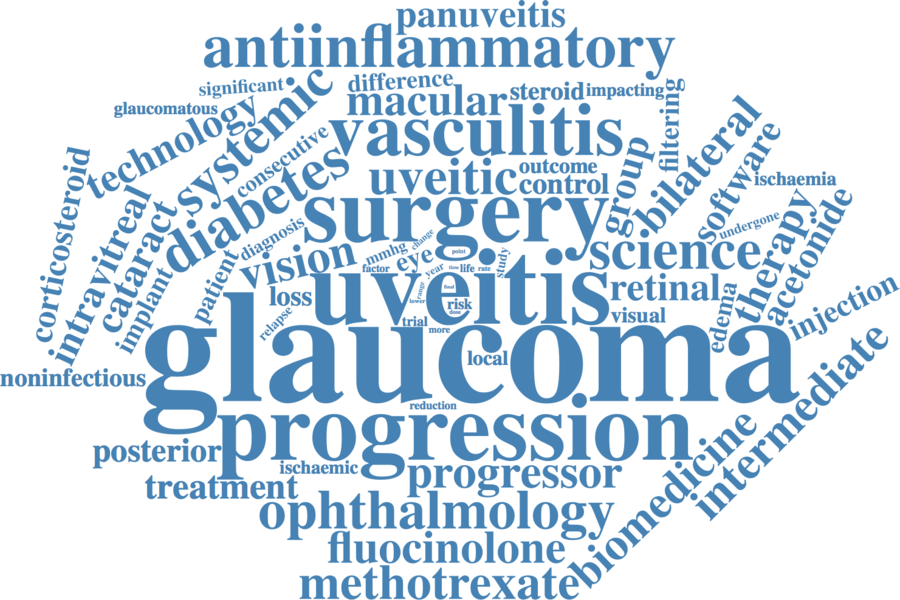 panuveitis
antiinflammatory
significant
difference
glaucomatous
technology
systemic
macular
steroid
impacting
filtering
vasculitis
consecutive
corticosteroid
diabetes
uveitic
outcome
control
group
bilateral
software
ischaemia
intravitreal
cataract
implant
surgery
undergone
diagnosis
patient
vision
mmhg
change
point
eye
factor
year
time
life
rate
study
science
therapy
acetonide
loss
uveitis
range
final
lower
risk
dose
retinal
visual
edema
injection
relapse
trial
more
glaucoma
local
noninfectious
reduction
intermediate
progression
posterior
ischaemic
progressor
biomedicine
treatment
ophthalmology
fluocinolone
methotrexate